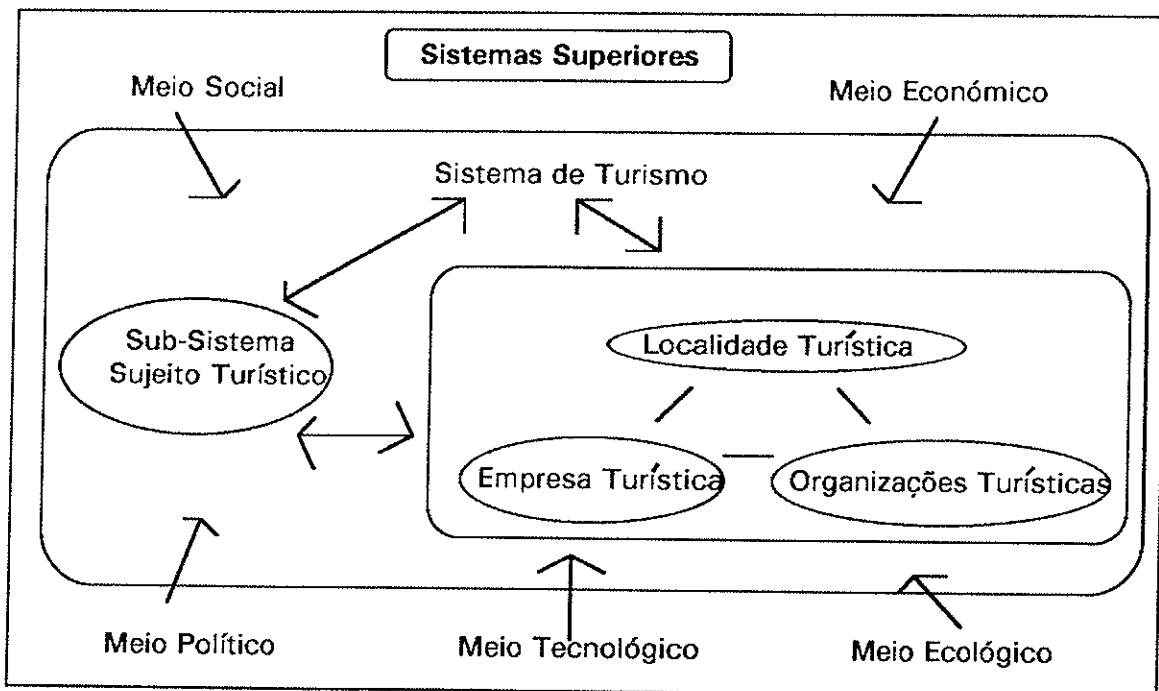 Sistemas Superiores
Meio Social
Meio Económico
Sistema de Turismo
Sub-Sistema
Sujeito Turístico
Localidade Turística
Empresa Turística
Organizações Turísticas
Meio Político
Meio Tecnológico
Meio Ecológico